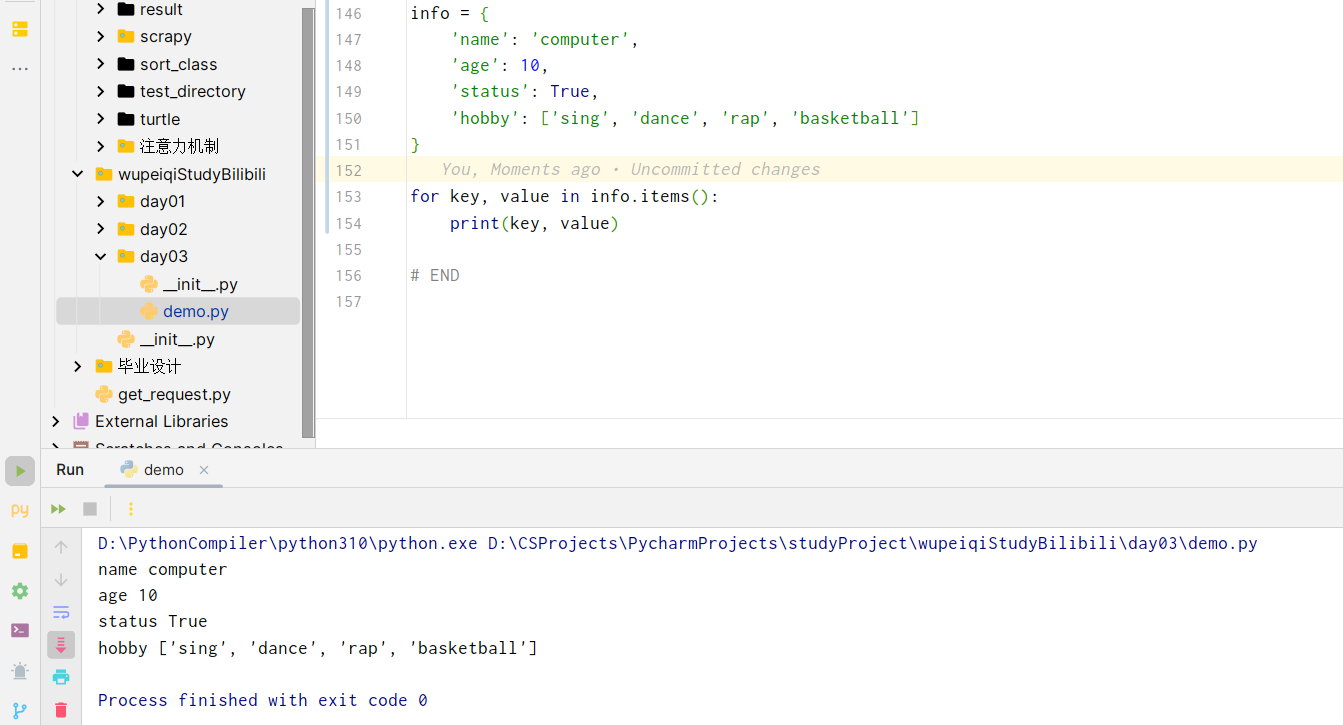 result
scrapy
sort_class
test_directory
turtle
注意力机制
wupeiqiStudyBilibili
day01
day02
day03
__init__.py
demo.py
__init__.py
毕业设计
get_request.py
External Libraries
Scratches and Consoles
146 info = {
147     'name': 'computer',
148     'age': 10,
149     'status': True,
150     'hobby': ['sing', 'dance', 'rap', 'basketball']
151 }
152    You, Moments ago · Uncommitted changes
153 for key, value in info.items():
154     print(key, value)
155
156 # END
157
Run demo ×
D:\PythonCompiler\python310\python.exe D:\CSProjects\PycharmProjects\studyProject\wupeiqiStudyBilibili\day03\demo.py
name computer
age 10
status True
hobby ['sing', 'dance', 'rap', 'basketball']
Process finished with exit code 0